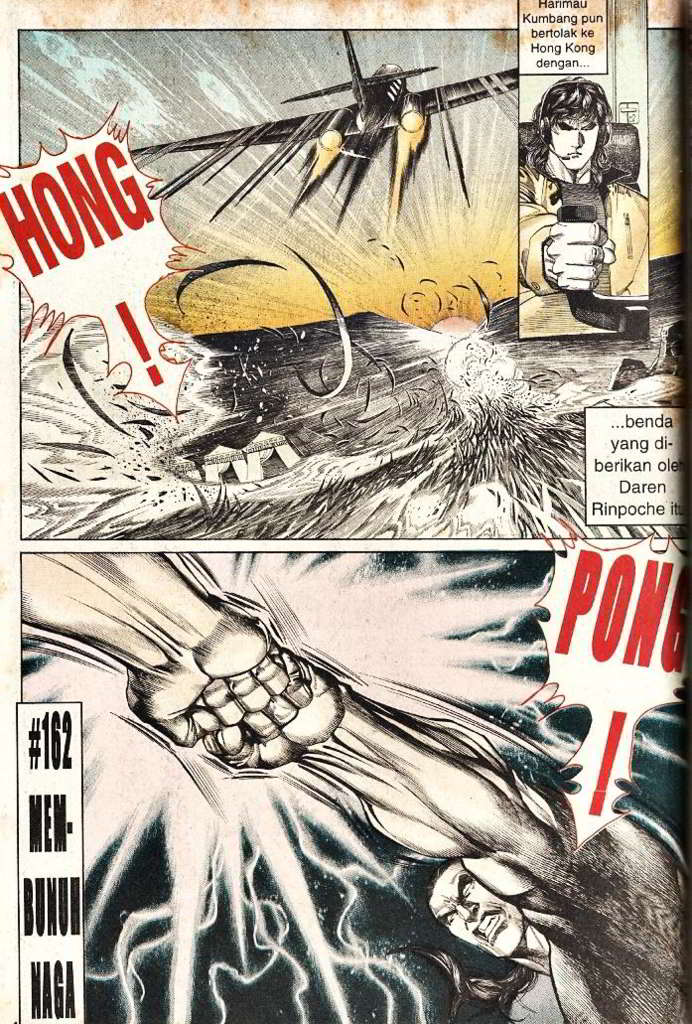 Harimau
Kumbang pun
bertolak ke
Hong Kong
dengan...
HONG
!
...benda
yang di-
berikan oleh
Daren
Rinpoche itu
PONG
!
#162
MEM-
BUNUH
NAGA